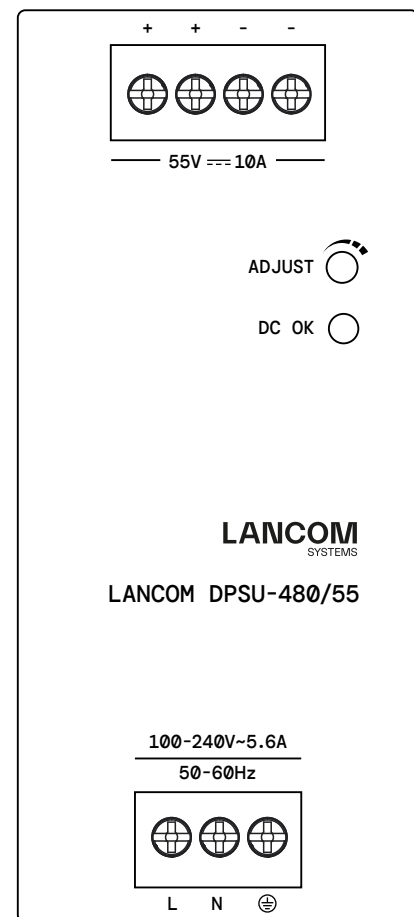 + + - -
55V ⎓ 10A
ADJUST
DC OK
LANCOM
SYSTEMS
LANCOM DPSU-480/55
100-240V~5.6A
50-60Hz
L N ⏚